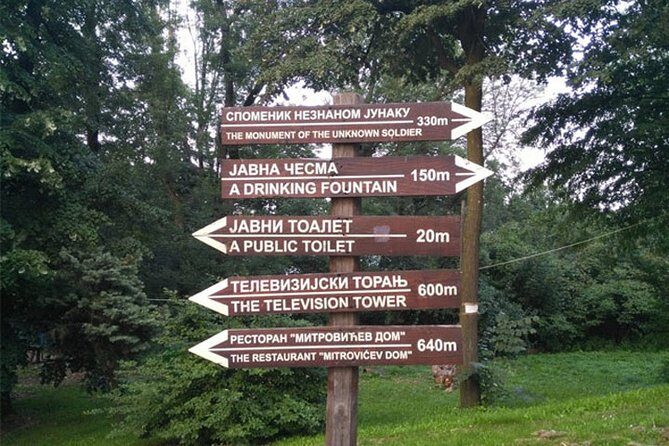 СПОМЕНИК НЕЗНАНОМ ЈУНАКУ
330m
THE MONUMENT OF THE UNKNOWN SOLDIER
ЈАВНА ЧЕСМА
150m
A DRINKING FOUNTAIN
ЈАВНИ ТОАЛЕТ
20m
A PUBLIC TOILET
ТЕЛЕВИЗИЈСКИ ТОРАЊ
600m
THE TELEVISION TOWER
РЕСТОРАН "МИТРОВИЋЕВ ДОМ"
640m
THE RESTAURANT "MITROVIĆEV DOM"